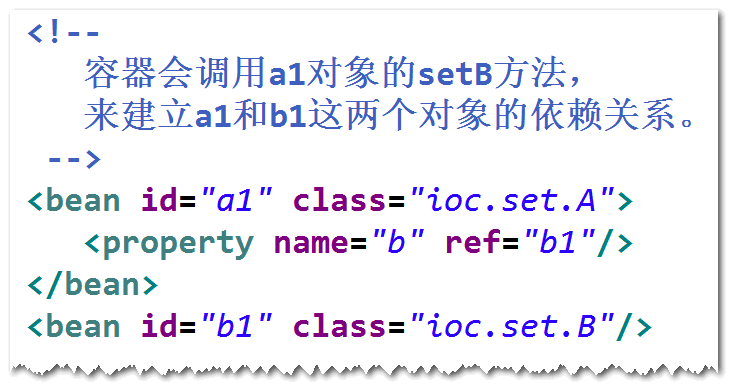 <!--
容器会调用a1对象的setB方法，
来建立a1和b1这两个对象的依赖关系。
-->
<bean id="a1" class="ioc.set.A">
<property name="b" ref="b1"/>
</bean>
<bean id="b1" class="ioc.set.B"/>